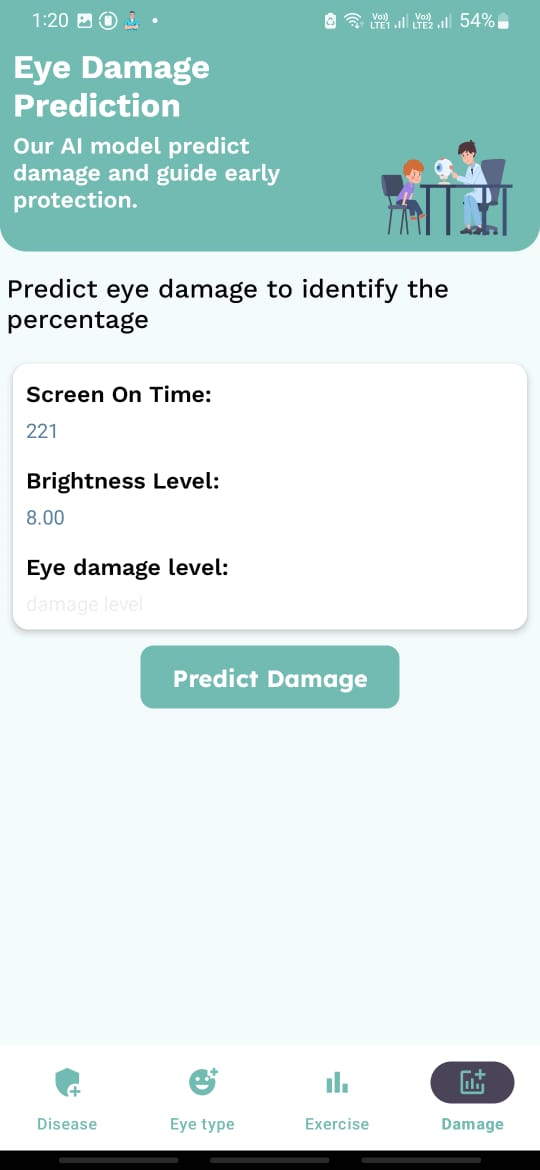 1:20 Vo)) LTE1 Vo)) LTE2 54%
Eye Damage
Prediction
Our AI model predict
damage and guide early
protection.
Predict eye damage to identify the
percentage
Screen On Time:
221
Brightness Level:
8.00
Eye damage level:
damage level
Predict Damage
Disease Eye type Exercise Damage